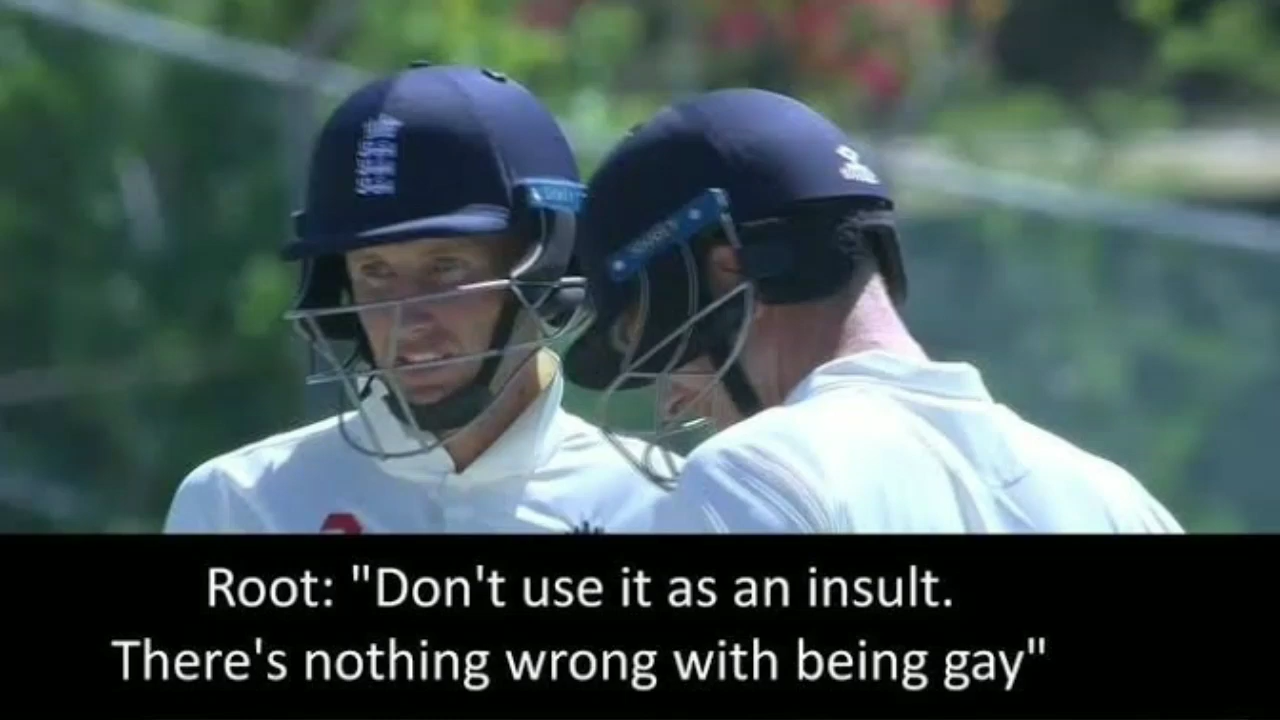 Root: "Don't use it as an insult.
There's nothing wrong with being gay"